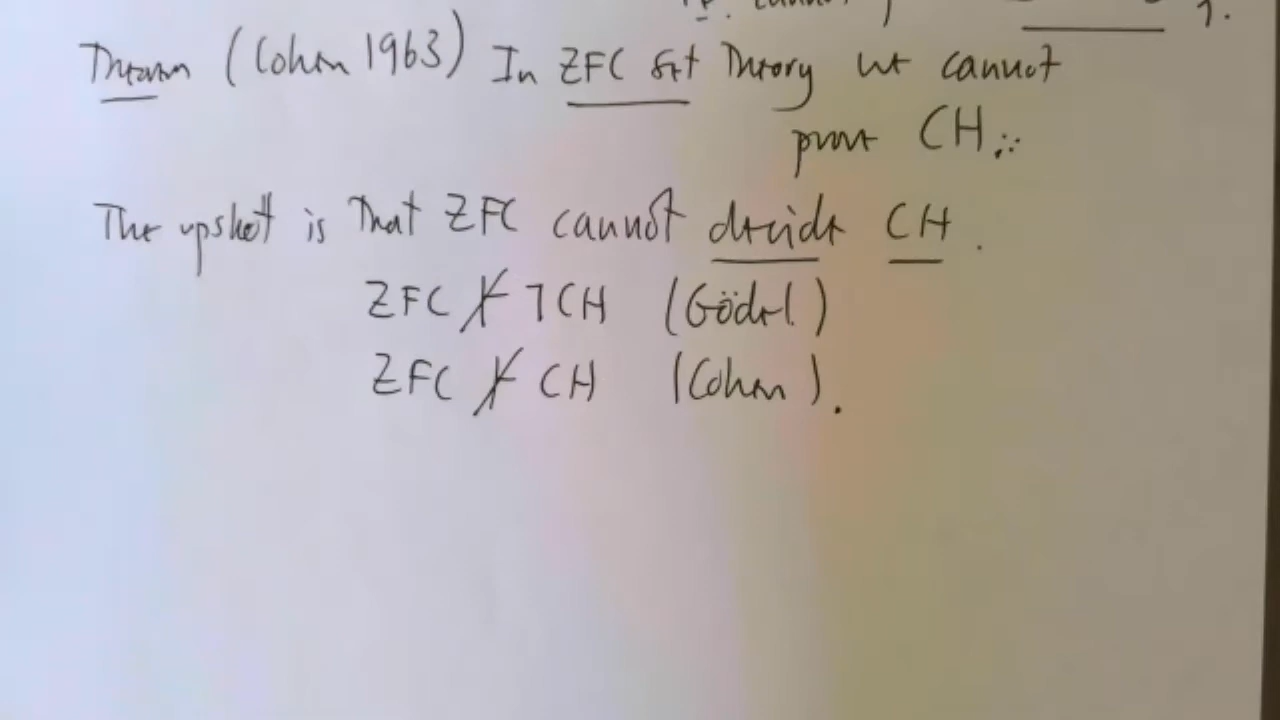 cannot
Theorem (Cohen 1963) In ZFC Set Theory we cannot
prove CH.
The upshot is that ZFC cannot decide CH.
ZFC ⊬ ¬CH (Gödel)
ZFC ⊬ CH (Cohen).